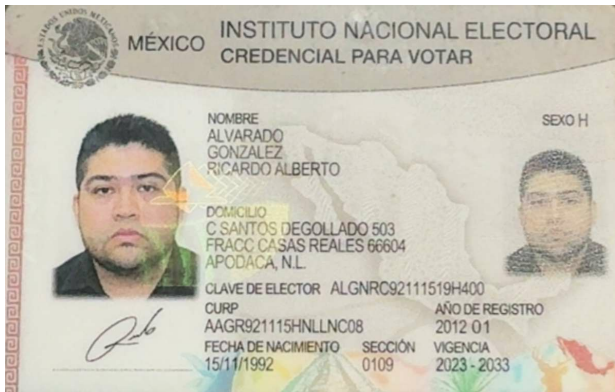 MÉXICO
INSTITUTO NACIONAL ELECTORAL
CREDENCIAL PARA VOTAR
NOMBRE
SEXO H
ALVARADO
GONZALEZ
RICARDO ALBERTO
DOMICILIO
C SANTOS DEGOLLADO 503
FRACC CASAS REALES 66604
APODACA, N.L.
CLAVE DE ELECTOR ALGNRC92111519H400
CURP
AÑO DE REGISTRO
AAGR921115HNLLNC08
2012 01
FECHA DE NACIMIENTO SECCIÓN VIGENCIA
15/11/1992 0109 2023 - 2033